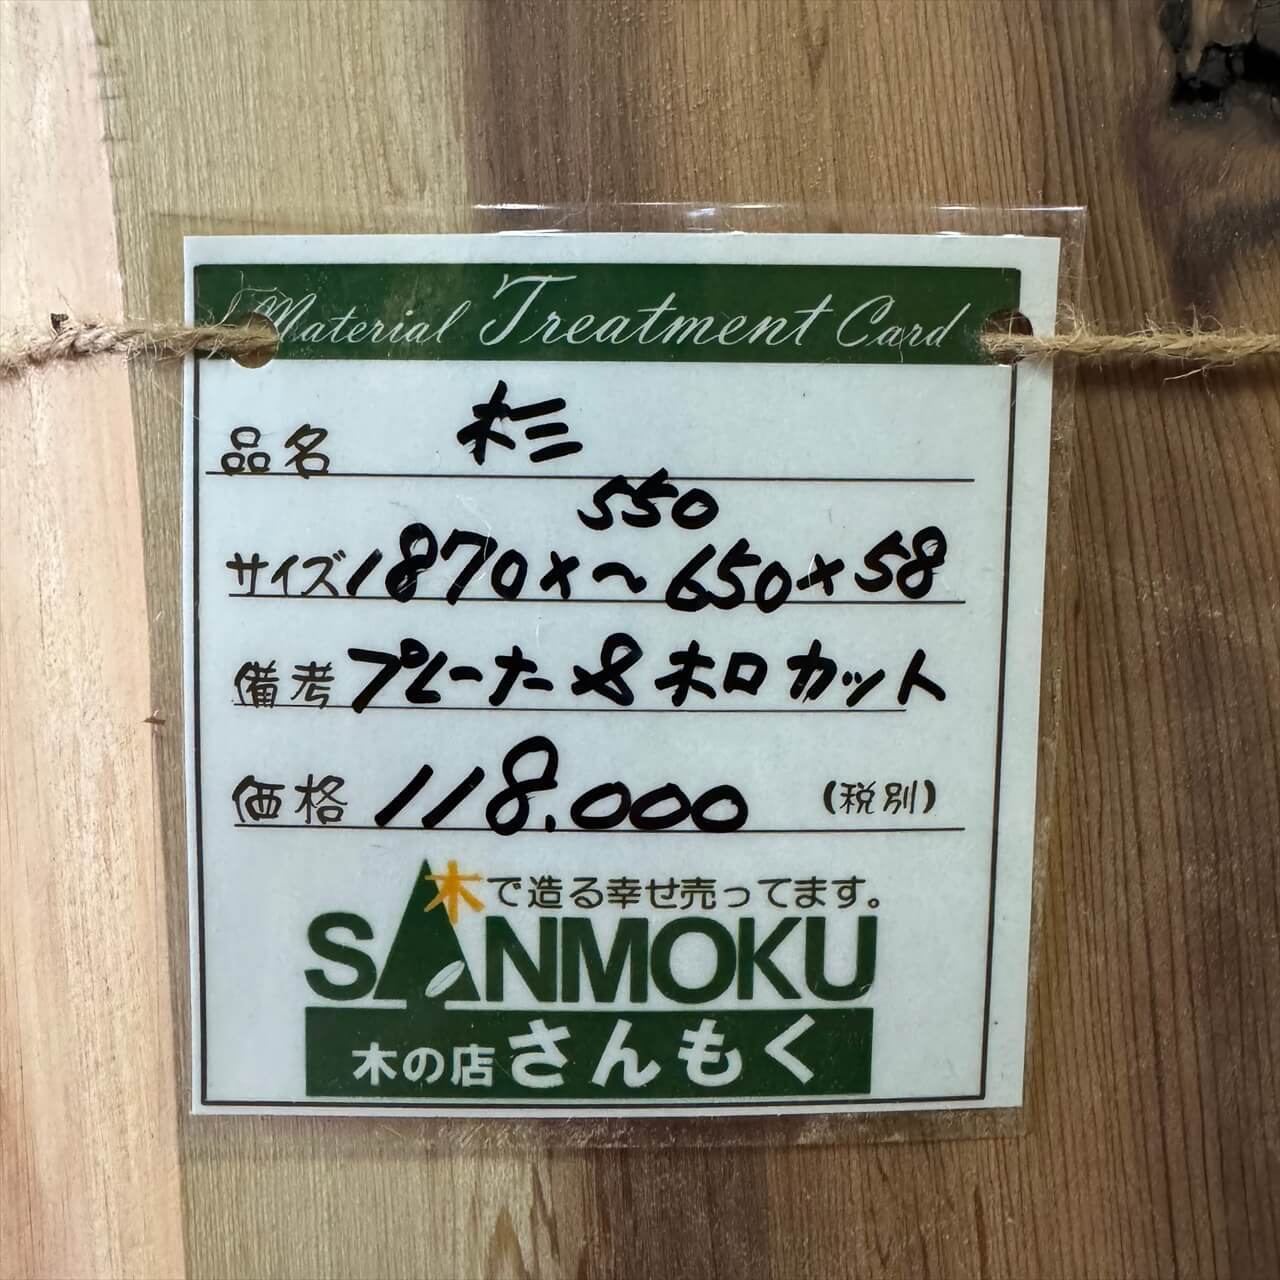 Material Treatment Card
品名 杉
550
サイズ 1870×～650×58
備考 プレーナー&木口カット
価格 118.000 (税別)
木で造る幸せ売ってます。
SANMOKU
木の店 さんもく